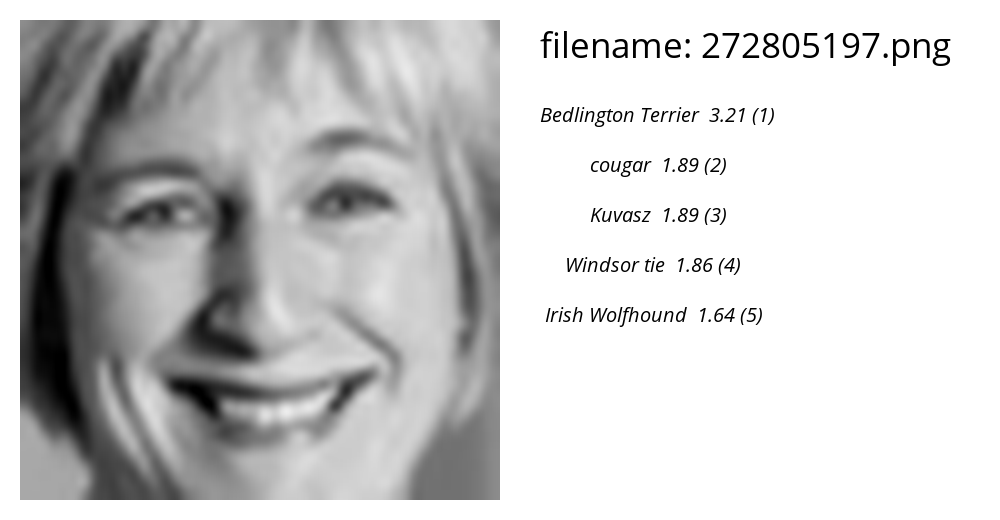 filename: 272805197.png
Bedlington Terrier 3.21 (1)
cougar 1.89 (2)
Kuvasz 1.89 (3)
Windsor tie 1.86 (4)
Irish Wolfhound 1.64 (5)